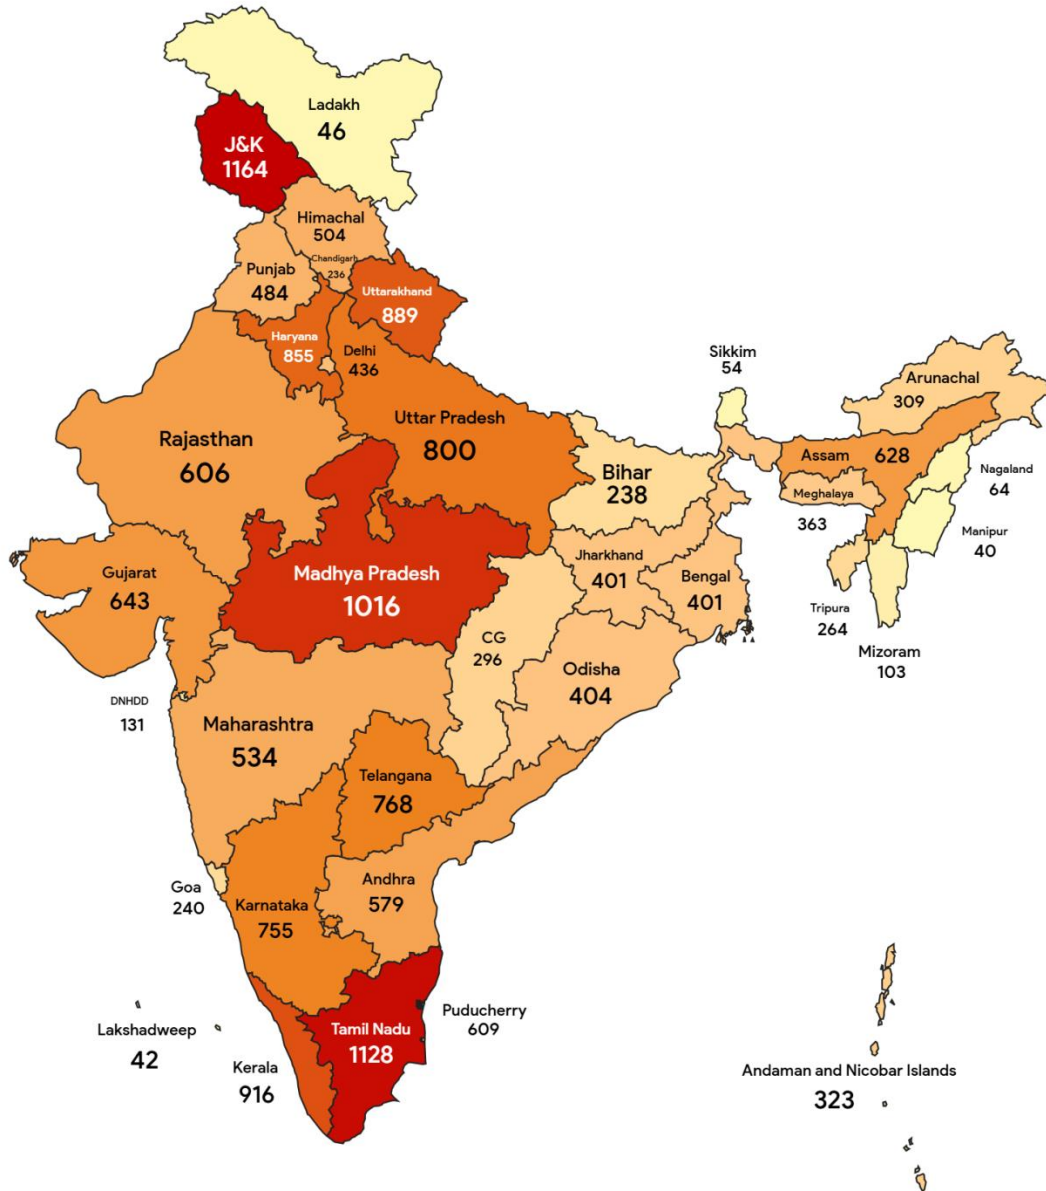 Ladakh
46
J&K
1164
Himachal
504
Chandigarh
236
Punjab
484
Uttarakhand
889
Haryana
855
Delhi
436
Sikkim
54
Arunachal
309
Rajasthan
606
Uttar Pradesh
800
Bihar
238
Assam 628
Nagaland
64
Meghalaya
363
Manipur
40
Gujarat
643
Madhya Pradesh
1016
Jharkhand
401
Bengal
401
Tripura
264
Mizoram
103
CG
296
Odisha
404
DNHDD
131
Maharashtra
534
Telangana
768
Goa
240
Karnataka
755
Andhra
579
Lakshadweep
42
Kerala
916
Tamil Nadu
1128
Puducherry
609
Andaman and Nicobar Islands
323